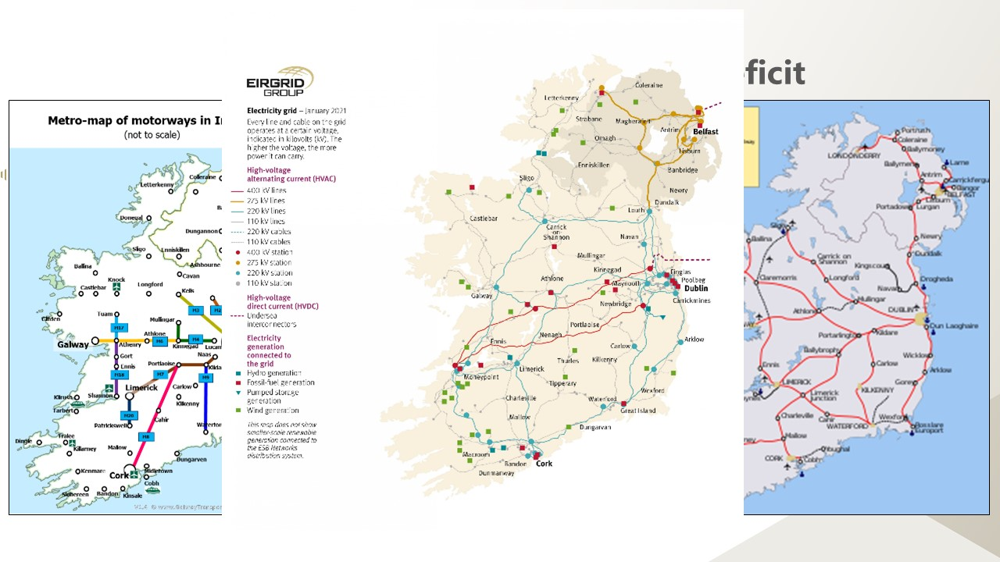 ficit
Metro-map of motorways in I
(not to scale)
Letterkenny
Coleraine
Donegal
Dungannon
Sligo
Enniskillen
Ashbourne
Ballina
Cavan
Knock
Castlebar
Longford
Kells
M3
Tuam
Mullingar
M17
Athlone
M6
M4
Galway
Athenry
Kinnegad
Lucan
Gort
Naas
Ennis
Portlaoise
M18
M7
M9
Limerick
Carlow
Shannon
Kilrush
Kilkenny
Tarbert
M20
Cahir
Patrickswell
Tralee
M8
Dingle
Killarney
Mallow
Dungarven
Kenmare
Cork
Midletown
Cobh
Skibereen
Bandon
Kinsale
EIRGRID
GROUP
Electricity grid – January 2021
Every line and cable on the grid
operates at a certain voltage,
indicated in kilovolts (kV). The
higher the voltage, the more
power it can carry.
High-voltage
alternating current (HVAC)
400 kV lines
275 kV lines
220 kV lines
110 kV lines
220 kV cables
110 kV cables
400 kV station
275 kV station
220 kV station
110 kV station
High-voltage
direct current (HVDC)
Undersea
interconnectors
Electricity
generation
connected to
the grid
Hydro generation
Fossil-fuel generation
Pumped storage
generation
Wind generation
This map does not show
smaller-scale renewable
generation connected to
the ESB Networks
distribution system.
Coleraine
Letterkenny
Strabane
Magherafelt
Antrim
Belfast
Omagh
Lisburn
Enniskillen
Banbridge
Sligo
Newry
Dundalk
Louth
Castlebar
Carrick
on
Shannon
Navan
Mullingar
Kinnegad
Finglas
Athlone
Maynooth
Poolbeg
Dublin
Galway
Newbridge
Carrickmines
Portlaoise
Nenagh
Ennis
Carlow
Arklow
Thurles
Kilkenny
Limerick
Moneypoint
Tipperary
Wexford
Charleville
Waterford
Great Island
Mallow
Dungarvan
Macroom
Bandon
Cork
Dunmanway
Portrush
Coleraine
Ballymoney
LONDONDERRY
Larne
Ballymena
Antrim
Carrickfergu
Bangor
BELFAST
Lisburn
Portadown
Lurgan
Sligo
Newry
Ballina
Dundalk
Carrick on
Shannon
Kingscourt
Claremorris
Longford
Drogheda
Navan
Mullingar
Athlone
DUBLIN
Dun Laoghaire
Portarlington
Kildare
Ballybrophy
Wicklow
Ennis
Carlow
Arklow
LIMERICK
Gorey
KILKENNY
Limerick
Junction
Charleville
Cahir
Wexford
WATERFORD
Rosslare
Europort
Mallow
Youghal
CORK
Cobh